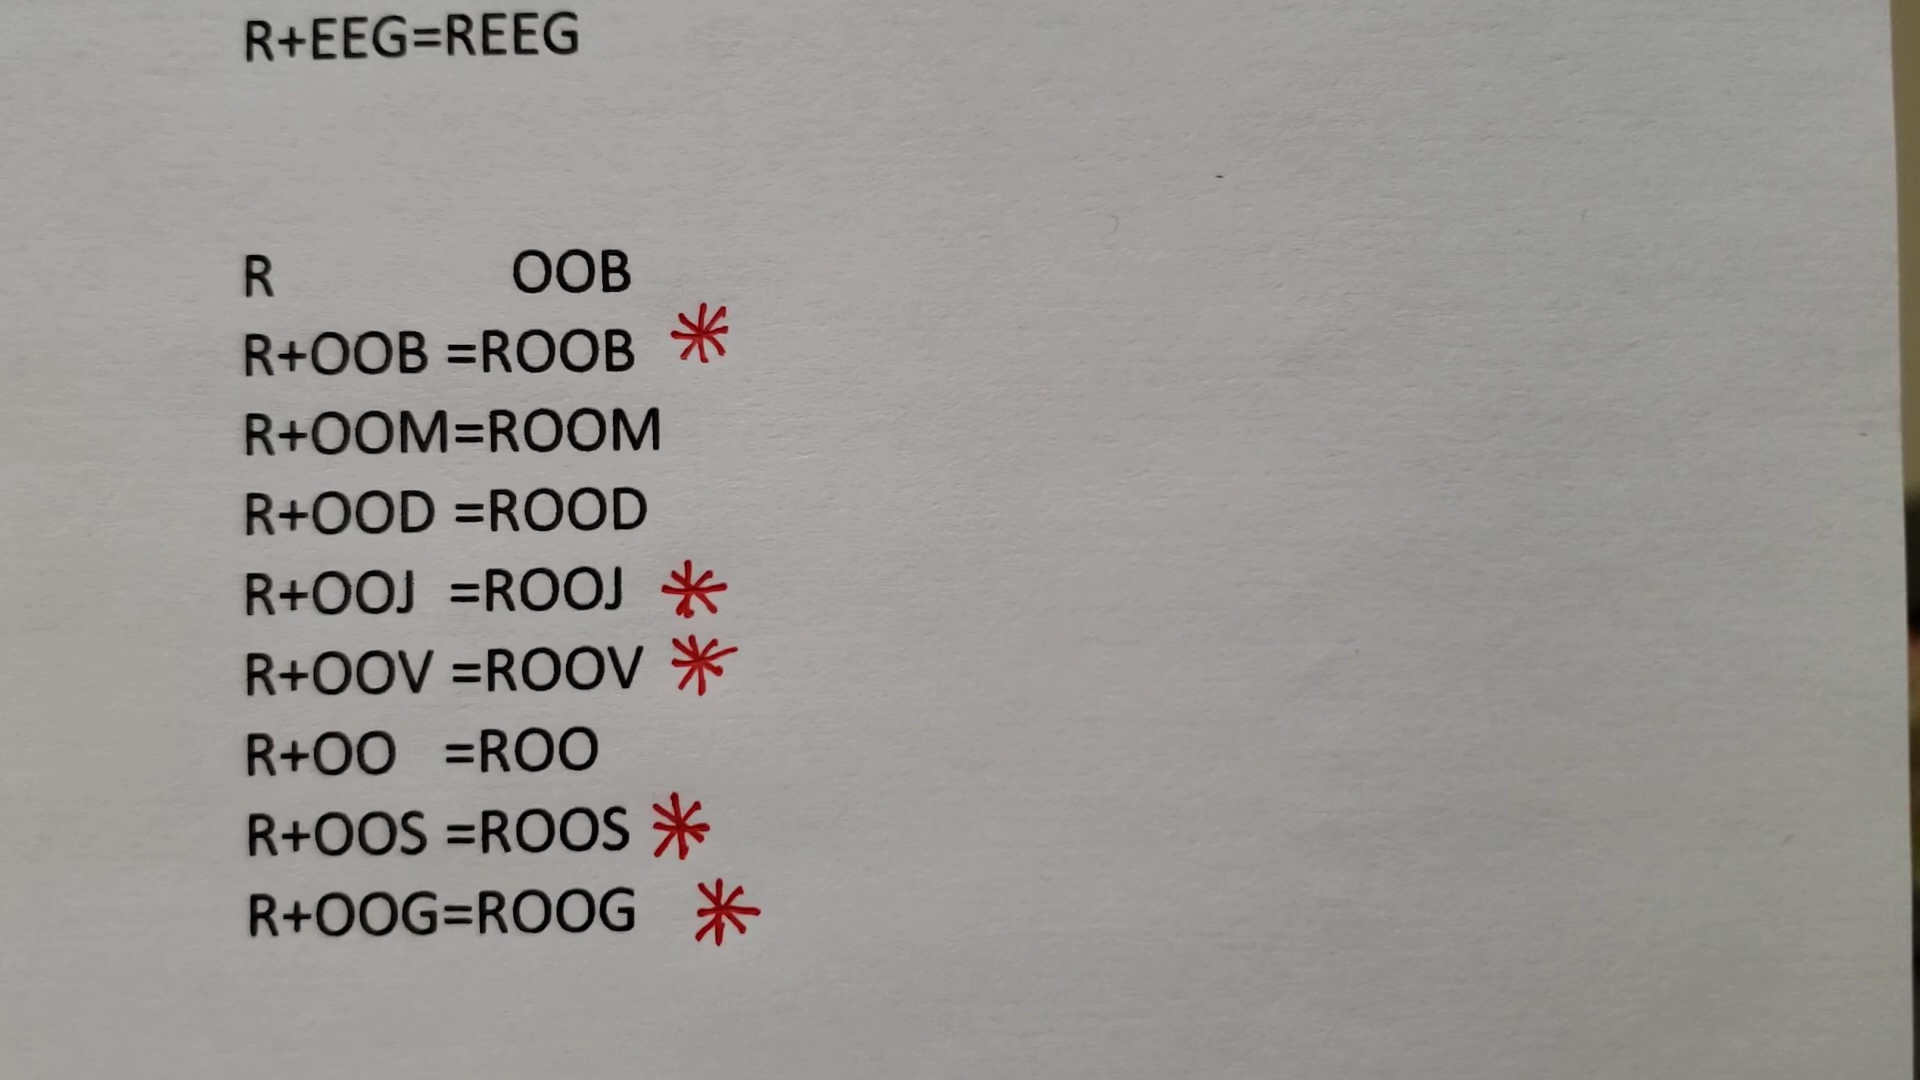 R+EEG=REEG
R OOB
R+OOB =ROOB *
R+OOM=ROOM
R+OOD =ROOD
R+OOJ =ROOJ *
R+OOV =ROOV *
R+OO =ROO
R+OOS =ROOS *
R+OOG=ROOG *